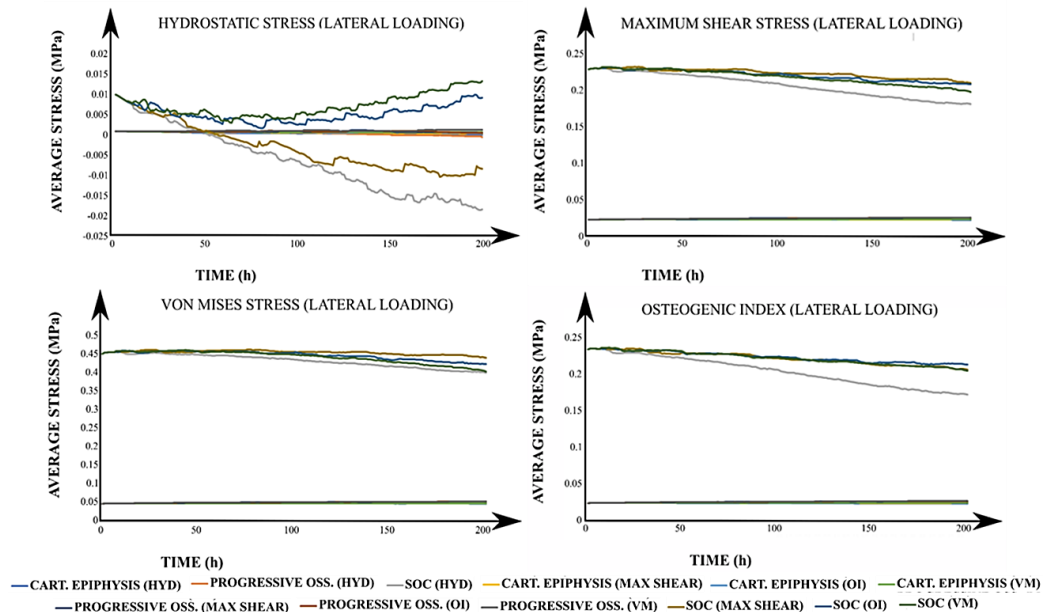 HYDROSTATIC STRESS (LATERAL LOADING)
AVERAGE STRESS (MPa)
0.02
0.015
0.01
0.005
0
-0.005
-0.01
-0.015
-0.02
-0.025
0 50 100 150 200
TIME (h)
MAXIMUM SHEAR STRESS (LATERAL LOADING)
AVERAGE STRESS (MPa)
0.25
0.2
0.15
0.1
0.05
0
0 50 100 150 200
TIME (h)
VON MISES STRESS (LATERAL LOADING)
AVERAGE STRESS (MPa)
0.5
0.45
0.4
0.35
0.3
0.25
0.2
0.15
0.1
0.05
0
0 50 100 150 200
TIME (h)
OSTEOGENIC INDEX (LATERAL LOADING)
AVERAGE STRESS (MPa)
0.25
0.2
0.15
0.1
0.05
0
0 50 100 150 200
TIME (h)
CART. EPIPHYSIS (HYD) PROGRESSIVE OSS. (HYD) SOC (HYD) CART. EPIPHYSIS (MAX SHEAR) CART. EPIPHYSIS (OI) CART. EPIPHYSIS (VM)
PROGRESSIVE OSS. (MAX SHEAR) PROGRESSIVE OSS. (OI) PROGRESSIVE OSS. (VM) SOC (MAX SHEAR) SOC (OI) SOC (VM)